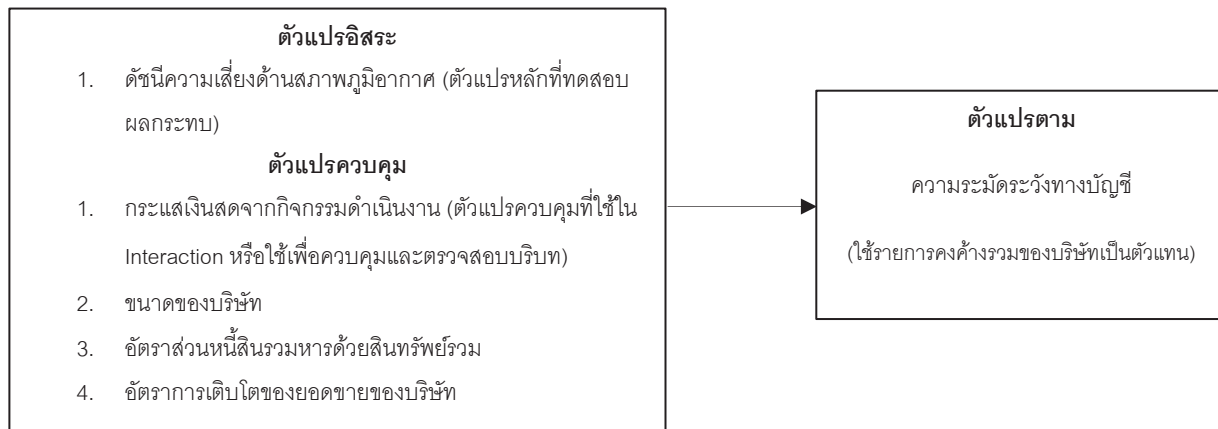 ตัวแปรอิสระ
1. ดัชนีความเสี่ยงด้านสภาพภูมิอากาศ (ตัวแปรหลักที่ทดสอบ
ผลกระทบ)
ตัวแปรควบคุม
1. กระแสเงินสดจากกิจกรรมดำเนินงาน (ตัวแปรควบคุมที่ใช้ใน
Interaction หรือใช้เพื่อควบคุมและตรวจสอบบริบท)
2. ขนาดของบริษัท
3. อัตราส่วนหนี้สินรวมหารด้วยสินทรัพย์รวม
4. อัตราการเติบโตของยอดขายของบริษัท
ตัวแปรตาม
ความระมัดระวังทางบัญชี
(ใช้รายการคงค้างรวมของบริษัทเป็นตัวแทน)